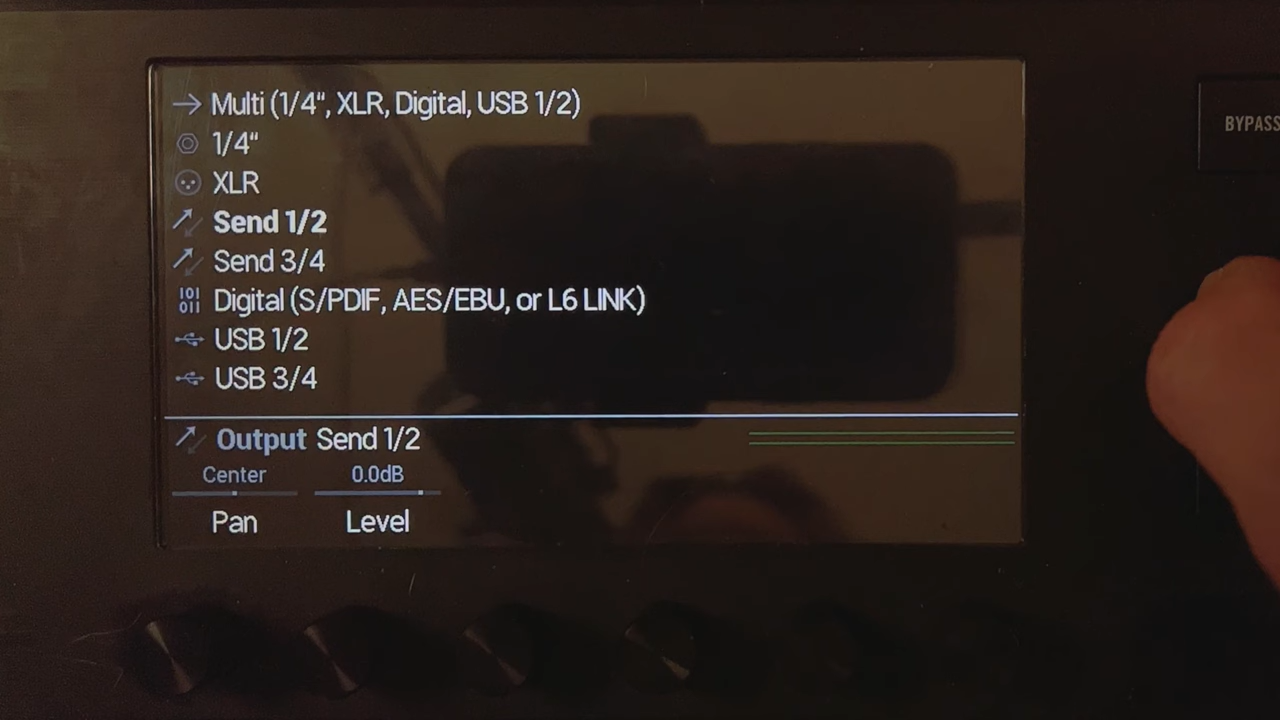 Multi (1/4", XLR, Digital, USB 1/2)
1/4"
XLR
Send 1/2
Send 3/4
Digital (S/PDIF, AES/EBU, or L6 LINK)
USB 1/2
USB 3/4
Output Send 1/2
Center 0.0dB
Pan Level
BYPASS